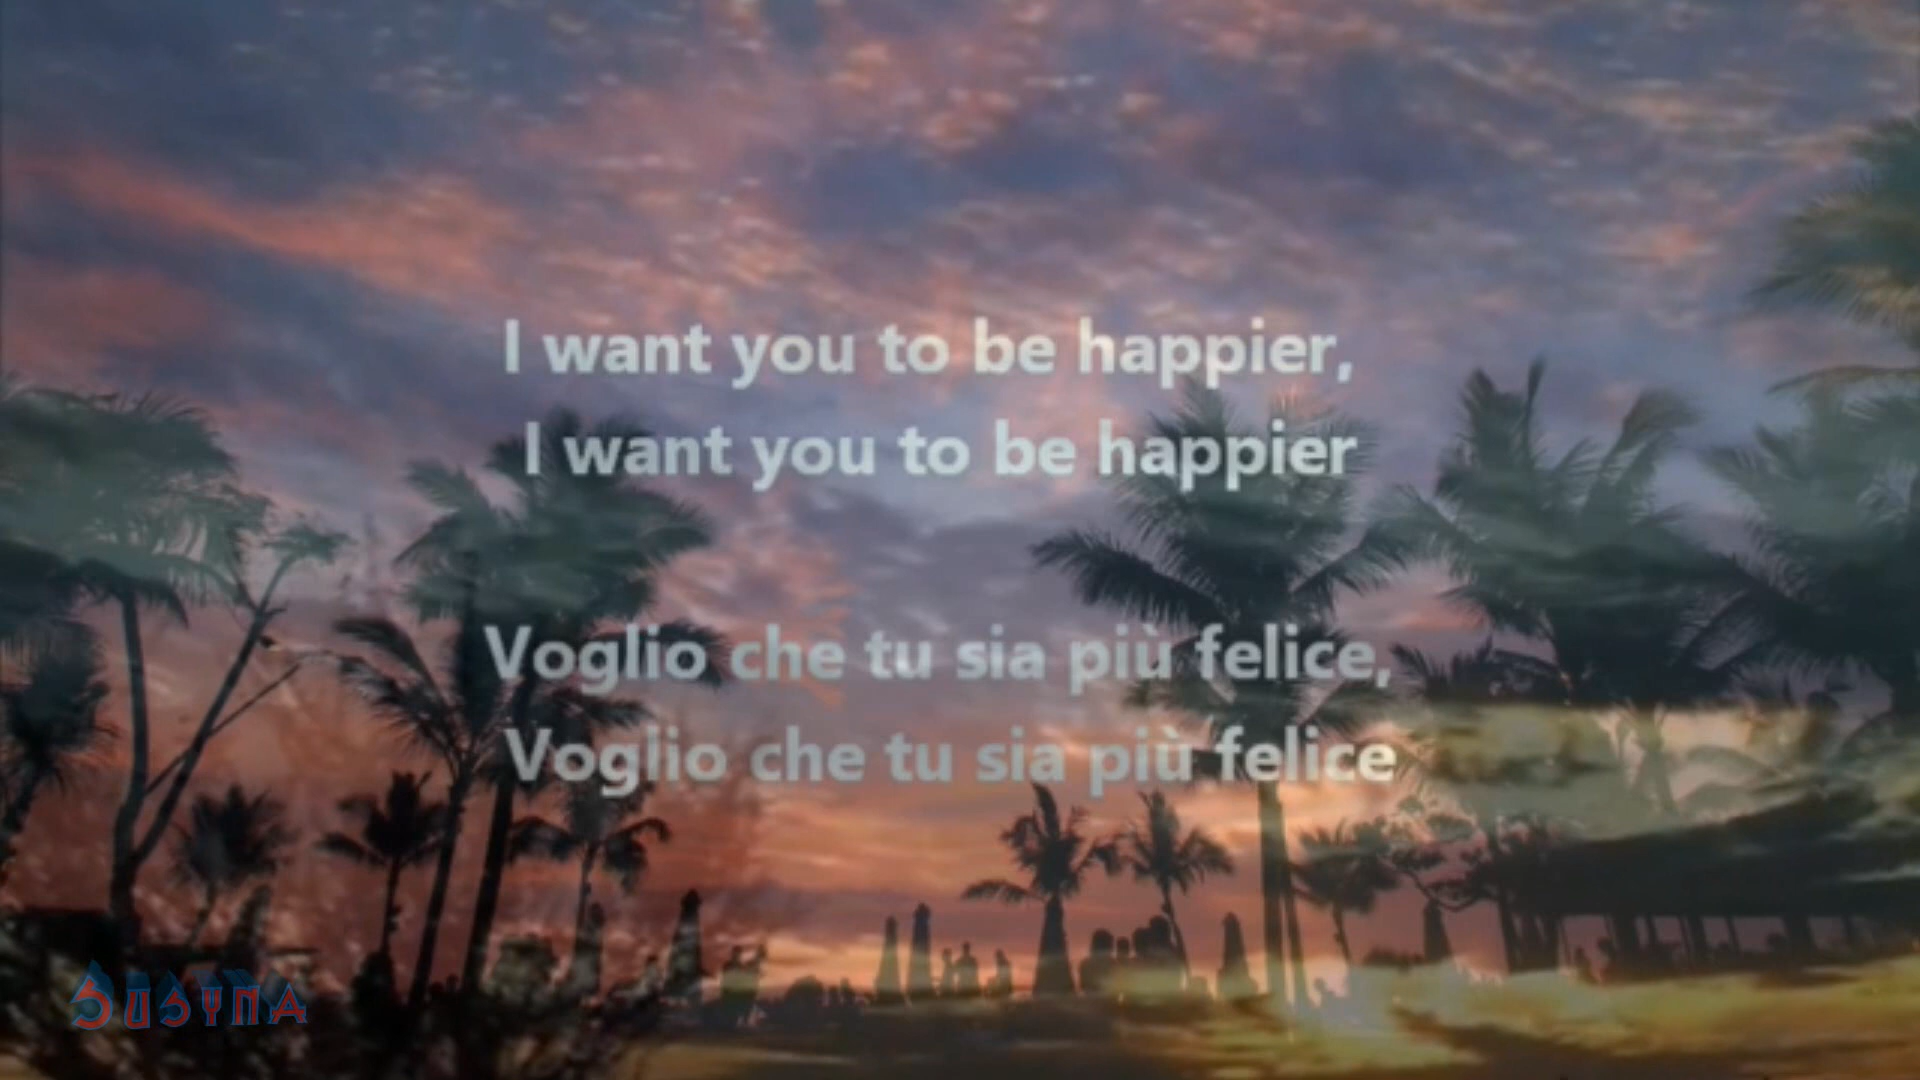 I want you to be happier,
I want you to be happier
Voglio che tu sia più felice,
Voglio che tu sia più felice
SUSYNA